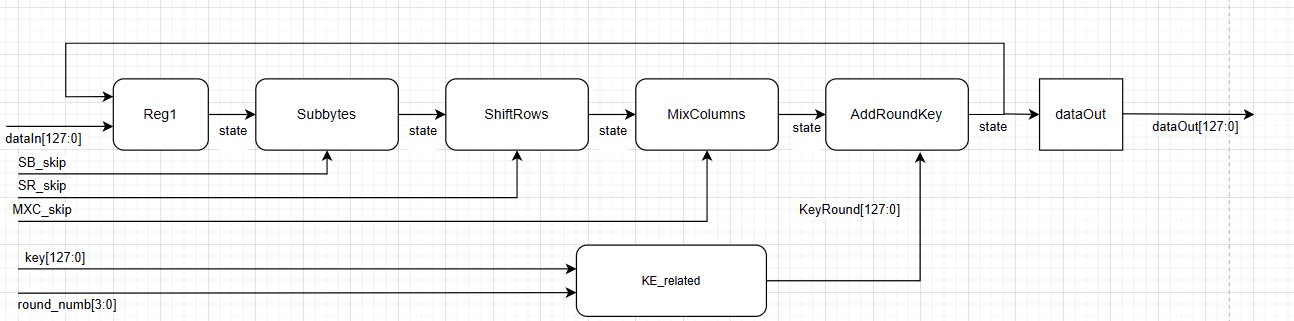 Reg1
Subbytes
ShiftRows
MixColumns
AddRoundKey
dataOut
state
state
state
state
state
dataOut[127:0]
dataIn[127:0]
SB_skip
SR_skip
MXC_skip
KeyRound[127:0]
key[127:0]
KE_related
round_numb[3:0]